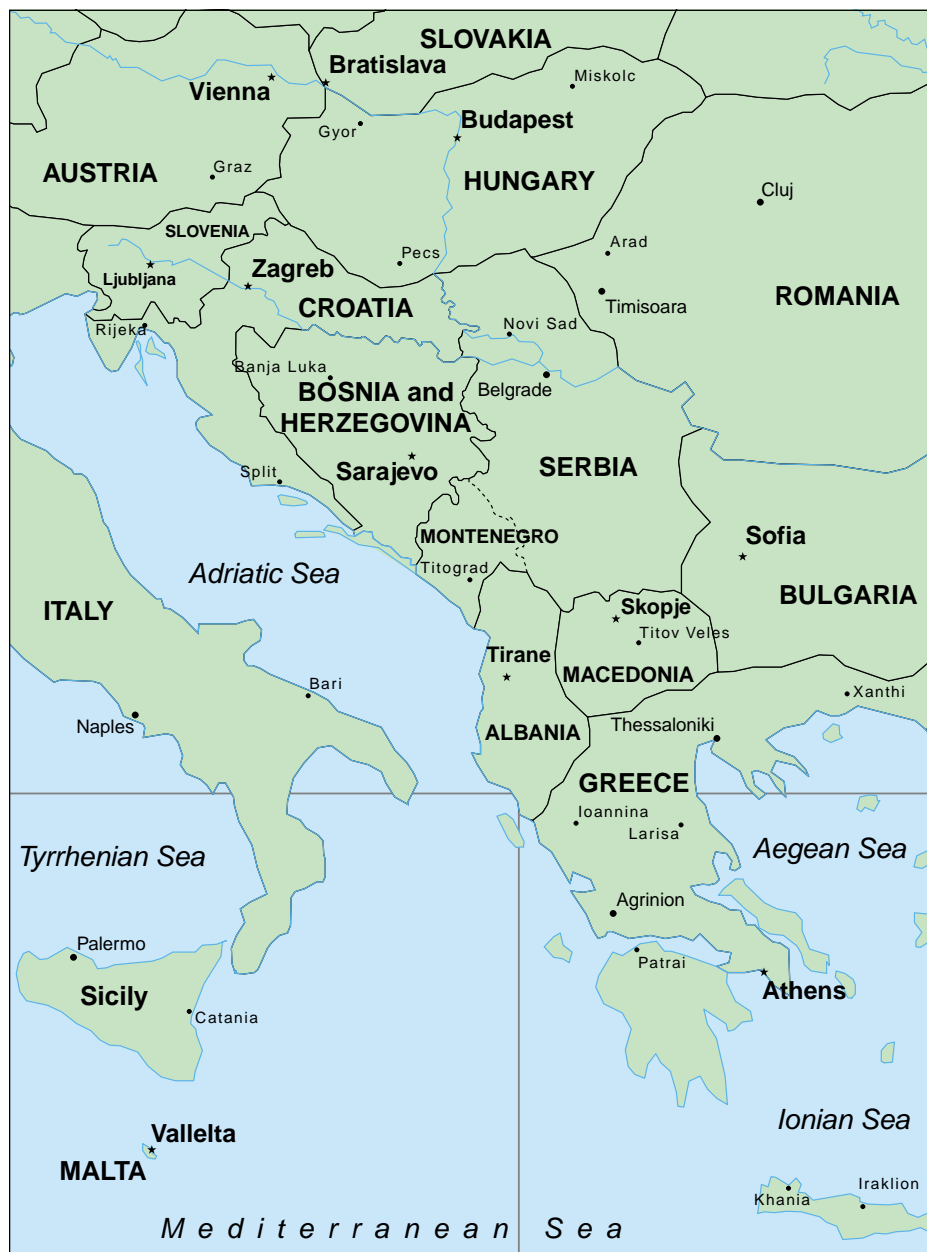 SLOVAKIA
Bratislava
Miskolc
Vienna
Gyor
Budapest
AUSTRIA
Graz
HUNGARY
Cluj
SLOVENIA
Pecs
Arad
Ljubljana
Zagreb
CROATIA
Timisoara
ROMANIA
Rijeka
Novi Sad
Banja Luka
BOSNIA and
HERZEGOVINA
Belgrade
Split
Sarajevo
SERBIA
MONTENEGRO
Sofia
Adriatic Sea
Titograd
BULGARIA
ITALY
Skopje
Titov Veles
Tirane
MACEDONIA
Bari
Xanthi
Naples
ALBANIA
Thessaloniki
GREECE
Ioannina
Larisa
Tyrrhenian Sea
Aegean Sea
Agrinion
Palermo
Patrai
Sicily
Athens
Catania
Ionian Sea
Vallelta
MALTA
Khania
Iraklion
Mediterranean Sea